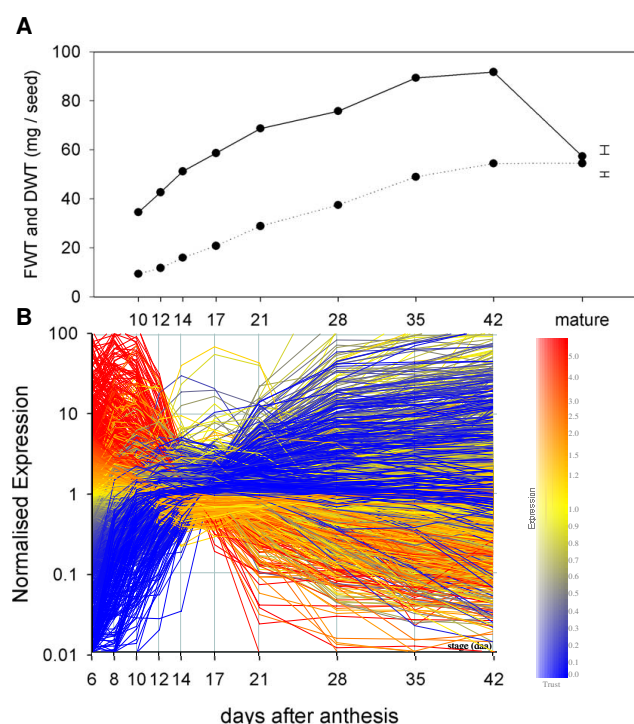 A
FWT and DWT (mg / seed)
100
80
60
40
20
0
10 12 14 17 21 28 35 42 mature
B
Normalised Expression
100
10
1
0.1
0.01
stage (daa)
6 8 10 12 14 17 21 28 35 42
days after anthesis
Expression
5.0
4.0
3.0
2.5
2.0
1.5
1.2
1.0
0.9
0.8
0.7
0.6
0.5
0.4
0.3
0.2
0.1
0.0
Trust